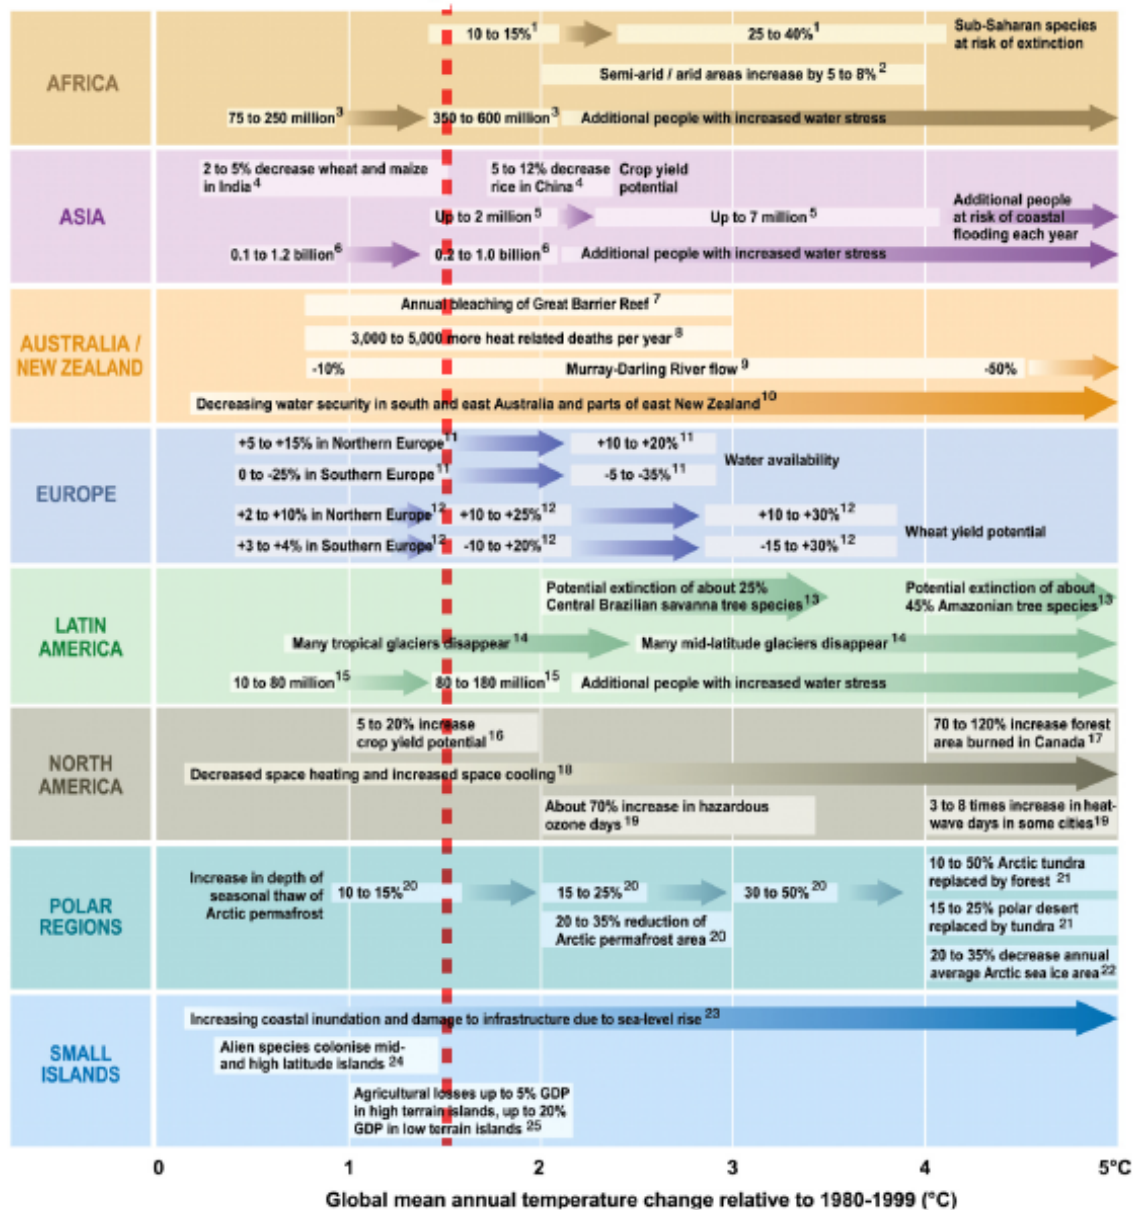 AFRICA
10 to 15%1
25 to 40%1
Sub-Saharan species
at risk of extinction
Semi-arid / arid areas increase by 5 to 8% 2
75 to 250 million3
350 to 600 million3
Additional people with increased water stress
ASIA
2 to 5% decrease wheat and maize
in India 4
5 to 12% decrease
rice in China 4
Crop yield
potential
Up to 2 million 5
Up to 7 million 5
Additional people
at risk of coastal
flooding each year
0.1 to 1.2 billion6
0.2 to 1.0 billion 6
Additional people with increased water stress
AUSTRALIA /
NEW ZEALAND
Annual bleaching of Great Barrier Reef 7
3,000 to 5,000 more heat related deaths per year 8
-10%
Murray-Darling River flow 9
-50%
Decreasing water security in south and east Australia and parts of east New Zealand10
EUROPE
+5 to +15% in Northern Europe11
+10 to +20% 11
Water availability
0 to -25% in Southern Europe11
-5 to -35% 11
+2 to +10% in Northern Europe12
+10 to +25%12
+10 to +30%12
Wheat yield potential
+3 to +4% in Southern Europe12
-10 to +20%12
-15 to +30%12
LATIN
AMERICA
Potential extinction of about 25%
Central Brazilian savanna tree species13
Potential extinction of about
45% Amazonian tree species13
Many tropical glaciers disappear 14
Many mid-latitude glaciers disappear 14
10 to 80 million15
80 to 180 million15
Additional people with increased water stress
NORTH
AMERICA
5 to 20% increase
crop yield potential 16
70 to 120% increase forest
area burned in Canada 17
Decreased space heating and increased space cooling18
About 70% increase in hazardous
ozone days 19
3 to 8 times increase in heat-
wave days in some cities19
POLAR
REGIONS
Increase in depth of
seasonal thaw of
Arctic permafrost
10 to 15%20
15 to 25% 20
30 to 50% 20
10 to 50% Arctic tundra
replaced by forest 21
20 to 35% reduction of
Arctic permafrost area 20
15 to 25% polar desert
replaced by tundra 21
20 to 35% decrease annual
average Arctic sea ice area22
SMALL
ISLANDS
Increasing coastal inundation and damage to infrastructure due to sea-level rise23
Alien species colonise mid-
and high latitude islands 24
Agricultural losses up to 5% GDP
in high terrain islands, up to 20%
GDP in low terrain islands 25
0 1 2 3 4 5°C
Global mean annual temperature change relative to 1980-1999 (°C)